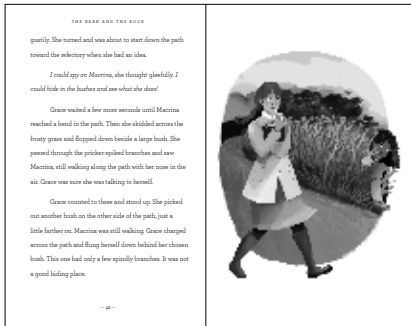 THE BARN AND THE BOOK
gustily. She turned and was about to start down the path
toward the refectory when she had an idea.
I could spy on Macrina, she thought gleefully. I
could hide in the bushes and see what she does!
Grace waited a few more seconds until Macrina
reached a bend in the path. Then she skidded across the
frosty grass and flopped down beside a large bush. She
peered through the pricker-spiked branches and saw
Macrina, still walking along the path with her nose in the
air. Grace was sure she was talking to herself.
Grace counted to three and stood up. She picked
out another bush on the other side of the path, just a
little farther on. Macrina was still walking. Grace charged
across the path and flung herself down behind her chosen
bush. This one had only a few spindly branches. It was not
a good hiding place.
— 42 —